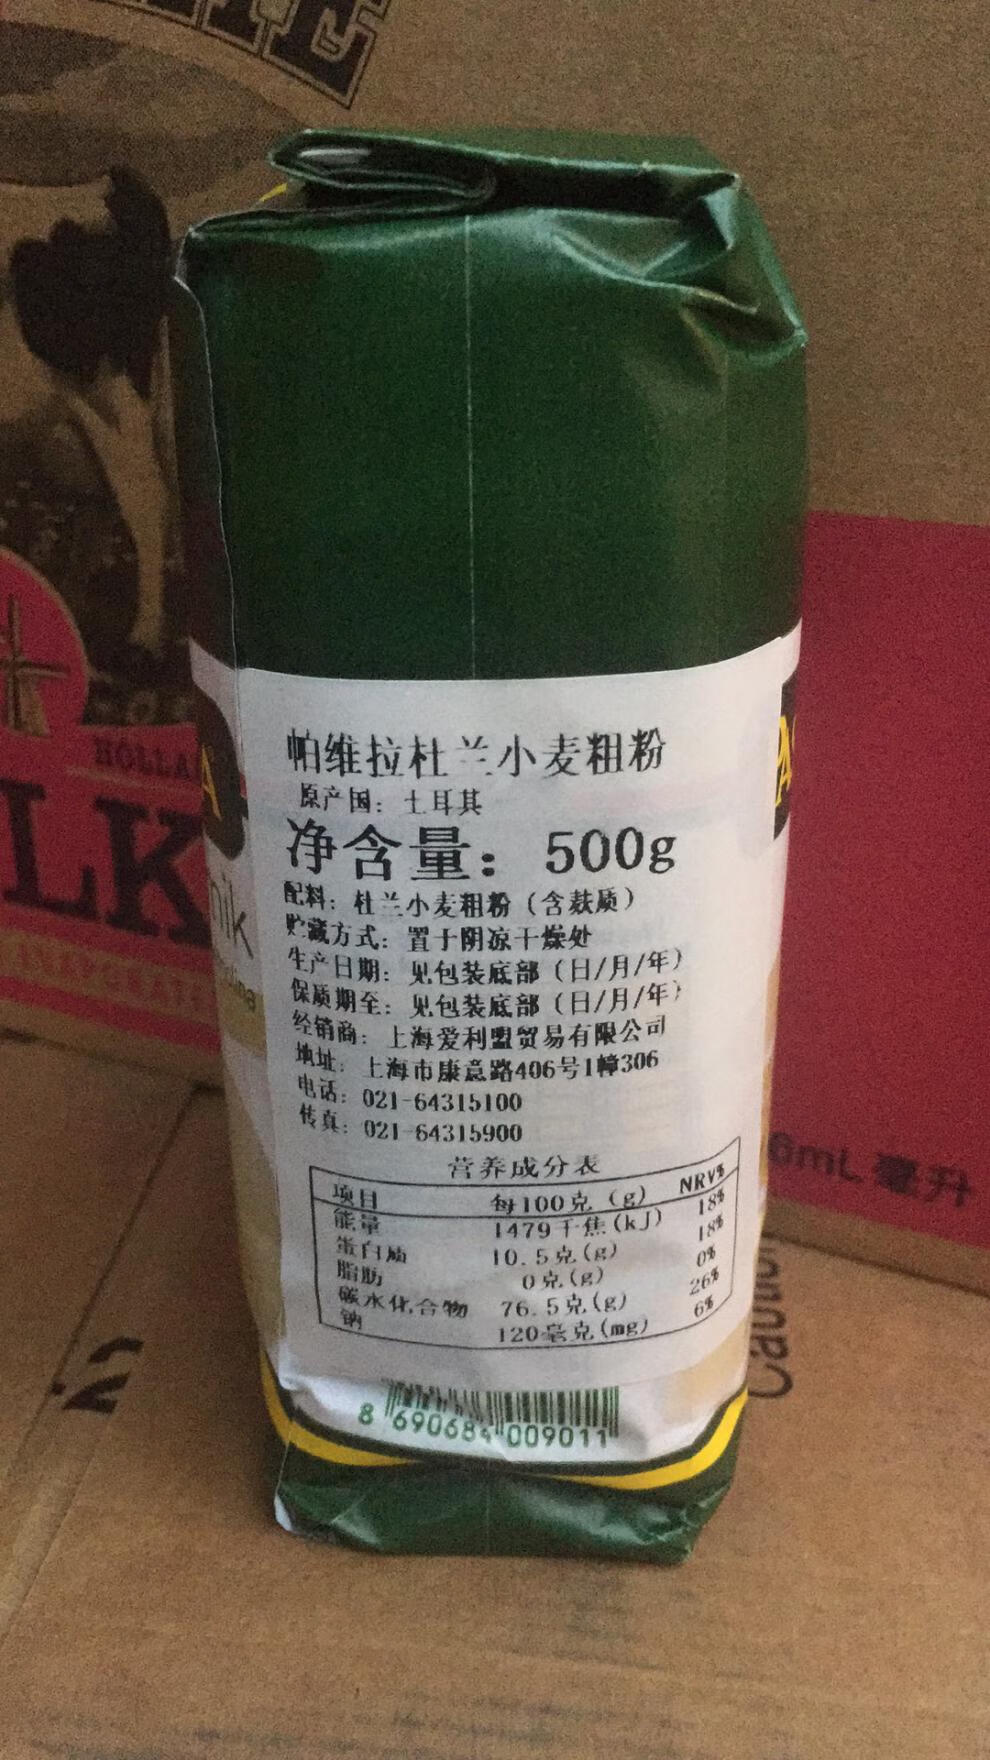 帕维拉杜兰小麦粗粉
原产国：土耳其
净含量：500g
配料：杜兰小麦粗粉（含麸质）
贮藏方式：置于阴凉干燥处
生产日期：见包装底部（日/月/年）
保质期至：见包装底部（日/月/年）
经销商：上海爱利盟贸易有限公司
地址：上海市康意路406号1幢306
电话：021-64315100
传真：021-64315900
营养成分表
项目 每100克（g） NRV%
能量 1479千焦(kJ) 18%
蛋白质 10.5克(g) 18%
脂肪 0克(g) 0%
碳水化合物 76.5克(g) 26%
钠 120毫克(mg) 6%
8 690684 009011
HOLLA
LK
nik
6mL 毫升
Caution